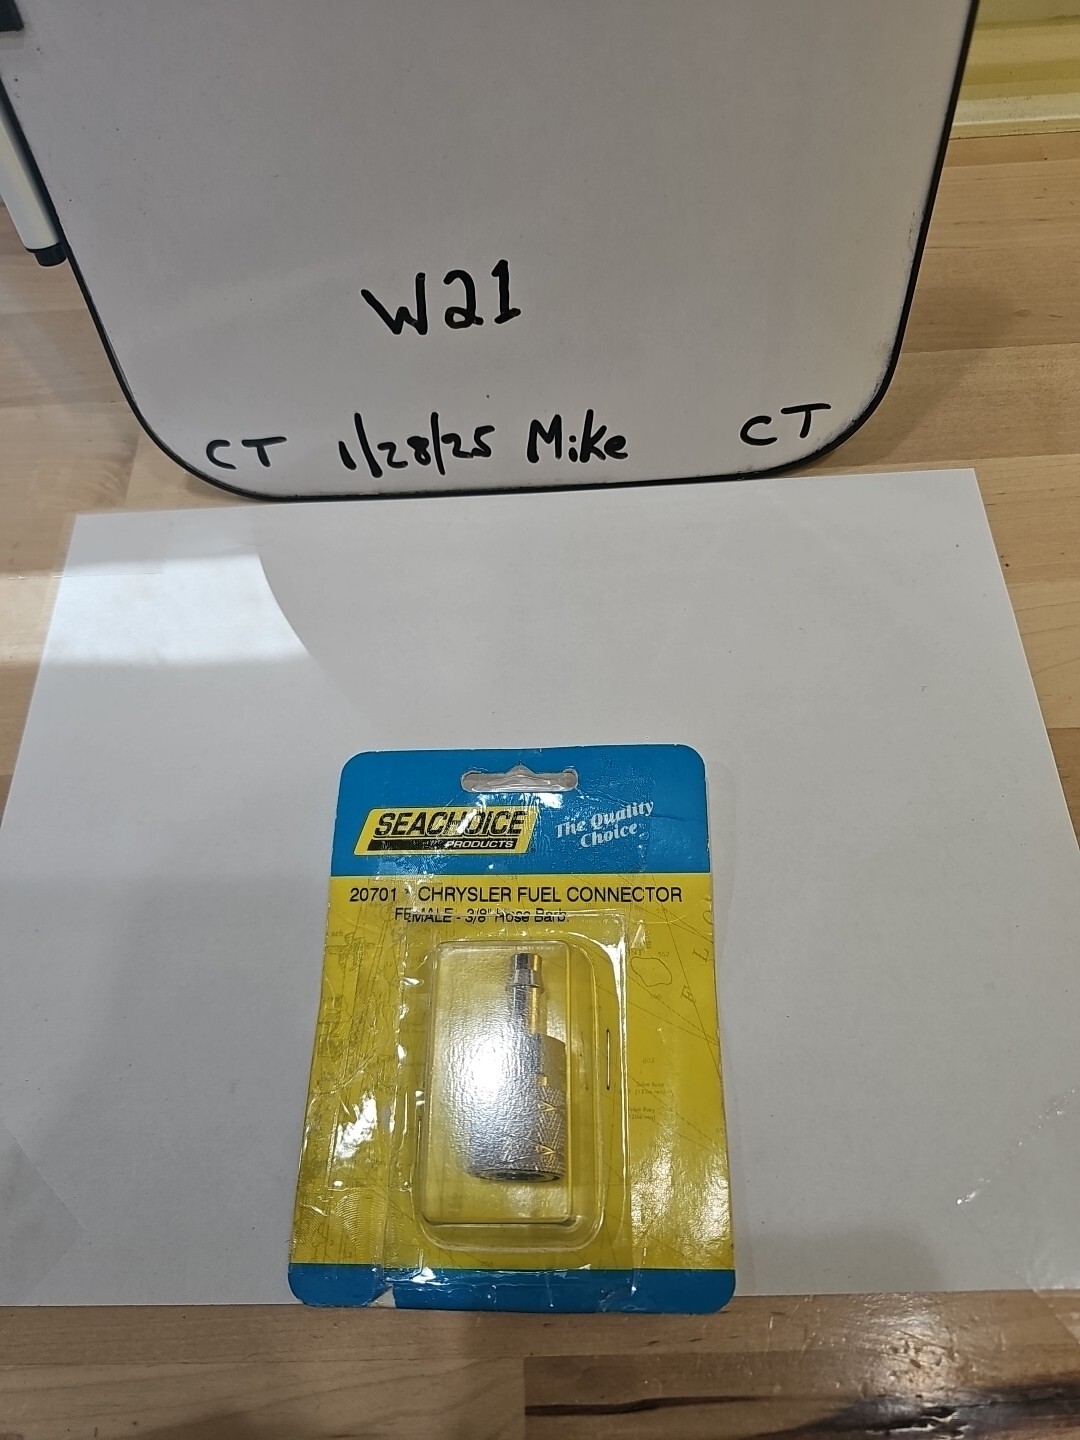 W21
CT 1/28/25 Mike CT
SEACHOICE
PRODUCTS
The Quality
Choice
20701 * CHRYSLER FUEL CONNECTOR
FEMALE - 3/8" Hose Barb.